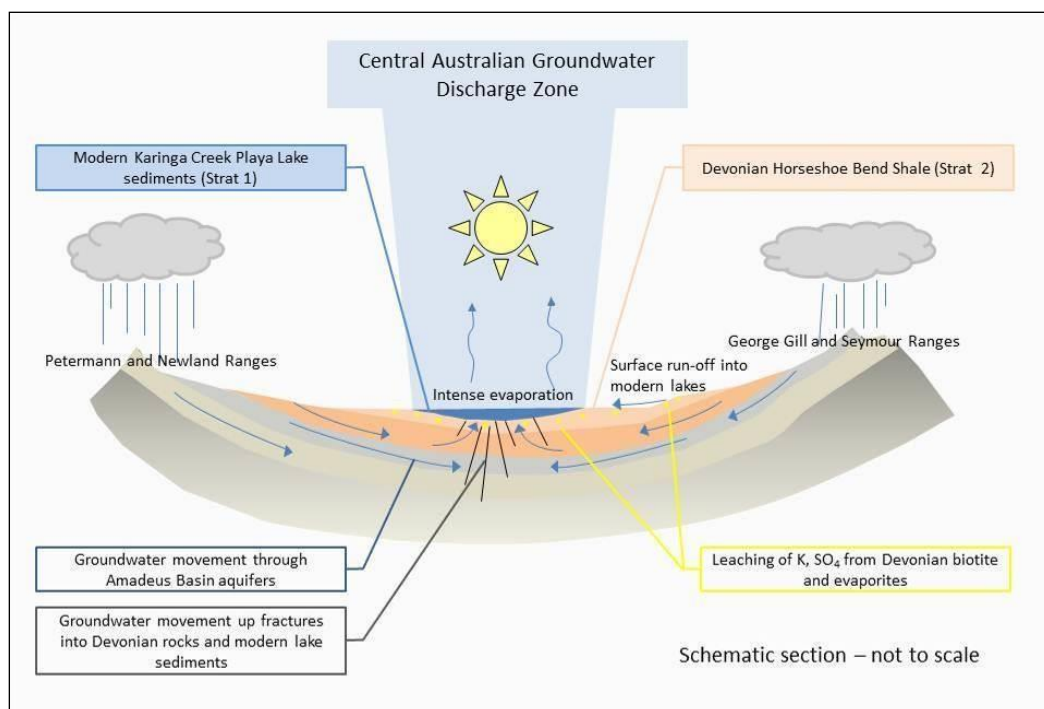 Central Australian Groundwater
Discharge Zone
Modern Karinga Creek Playa Lake
sediments (Strat 1)
Devonian Horseshoe Bend Shale (Strat 2)
Petermann and Newland Ranges
George Gill and Seymour Ranges
Surface run-off into
modern lakes
Intense evaporation
Groundwater movement through
Amadeus Basin aquifers
Leaching of K, SO₄ from Devonian biotite
and evaporites
Groundwater movement up fractures
into Devonian rocks and modern lake
sediments
Schematic section – not to scale